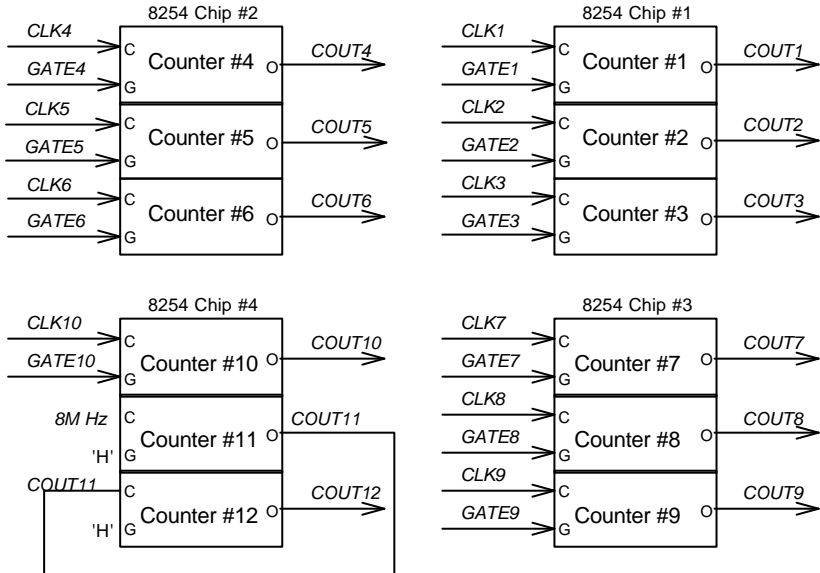 8254 Chip #2
CLK4
C
Counter #4
O
COUT4
GATE4
G
CLK5
C
Counter #5
O
COUT5
GATE5
G
CLK6
C
Counter #6
O
COUT6
GATE6
G
8254 Chip #1
CLK1
C
Counter #1
O
COUT1
GATE1
G
CLK2
C
Counter #2
O
COUT2
GATE2
G
CLK3
C
Counter #3
O
COUT3
GATE3
G
8254 Chip #4
CLK10
C
Counter #10
O
COUT10
GATE10
G
8M Hz
C
Counter #11
O
COUT11
'H'
G
COUT11
C
Counter #12
O
COUT12
'H'
G
8254 Chip #3
CLK7
C
Counter #7
O
COUT7
GATE7
G
CLK8
C
Counter #8
O
COUT8
GATE8
G
CLK9
C
Counter #9
O
COUT9
GATE9
G